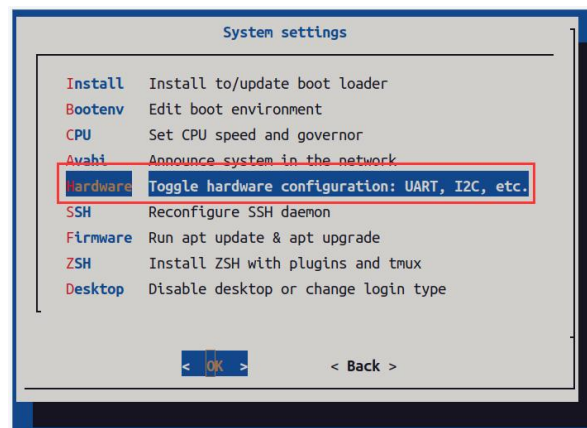 System settings
Install Install to/update boot loader
Bootenv Edit boot environment
CPU Set CPU speed and governor
Avahi Announce system in the network
Hardware Toggle hardware configuration: UART, I2C, etc.
SSH Reconfigure SSH daemon
Firmware Run apt update & apt upgrade
ZSH Install ZSH with plugins and tmux
Desktop Disable desktop or change login type
< OK > < Back >